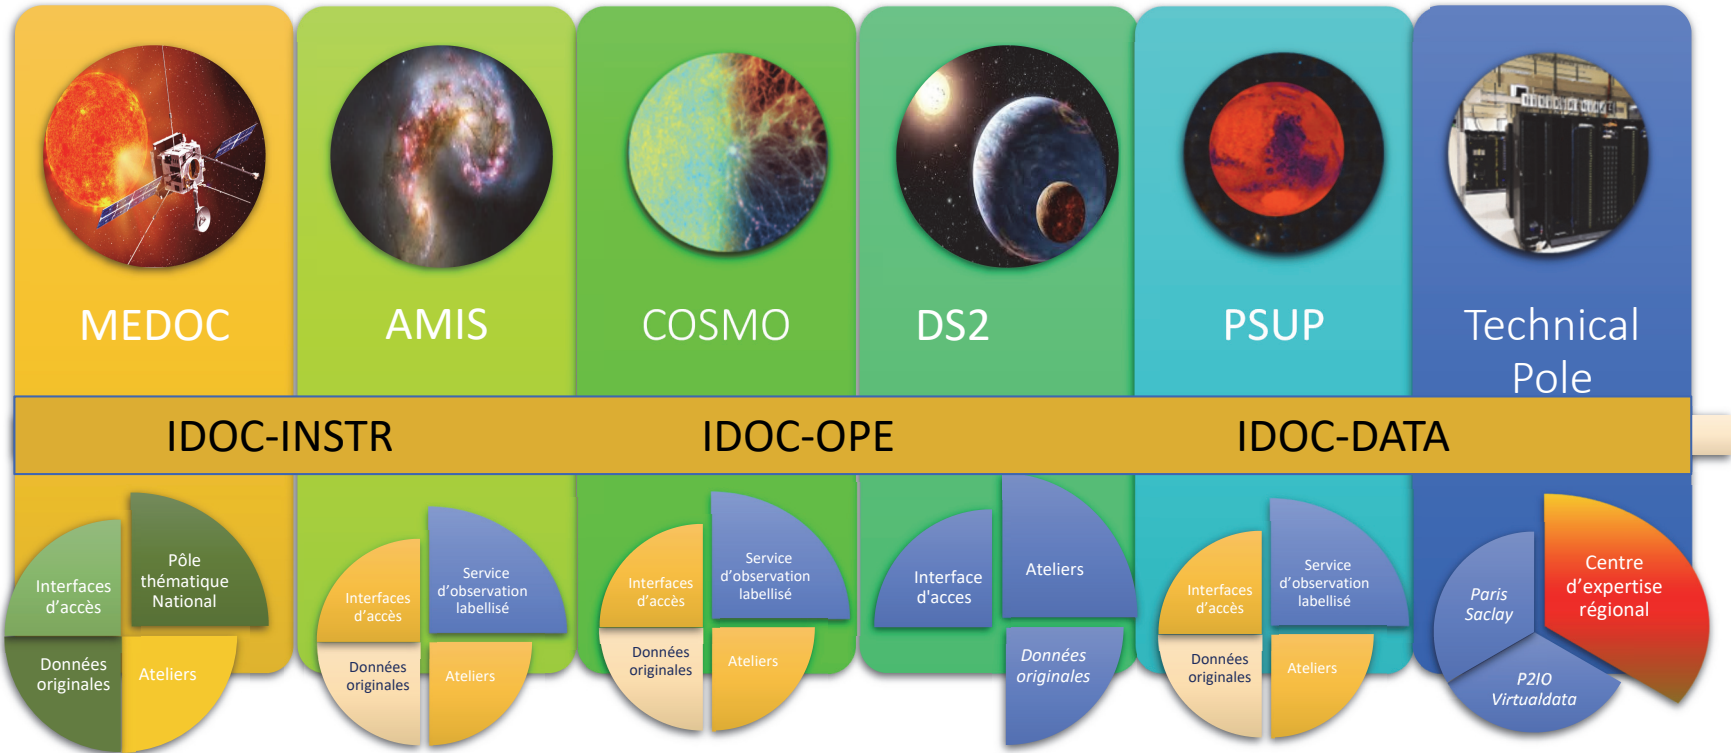 MEDOC
AMIS
COSMO
DS2
PSUP
Technical
Pole
IDOC-INSTR
IDOC-OPE
IDOC-DATA
Interfaces
d'accès
Pôle
thématique
National
Données
originales
Ateliers
Interfaces
d'accès
Service
d'observation
labellisé
Données
originales
Ateliers
Interfaces
d'accès
Service
d'observation
labellisé
Données
originales
Ateliers
Interface
d'acces
Ateliers
Données
originales
Interfaces
d'accès
Service
d'observation
labellisé
Données
originales
Ateliers
Paris
Saclay
Centre
d'expertise
régional
P2IO
Virtualdata